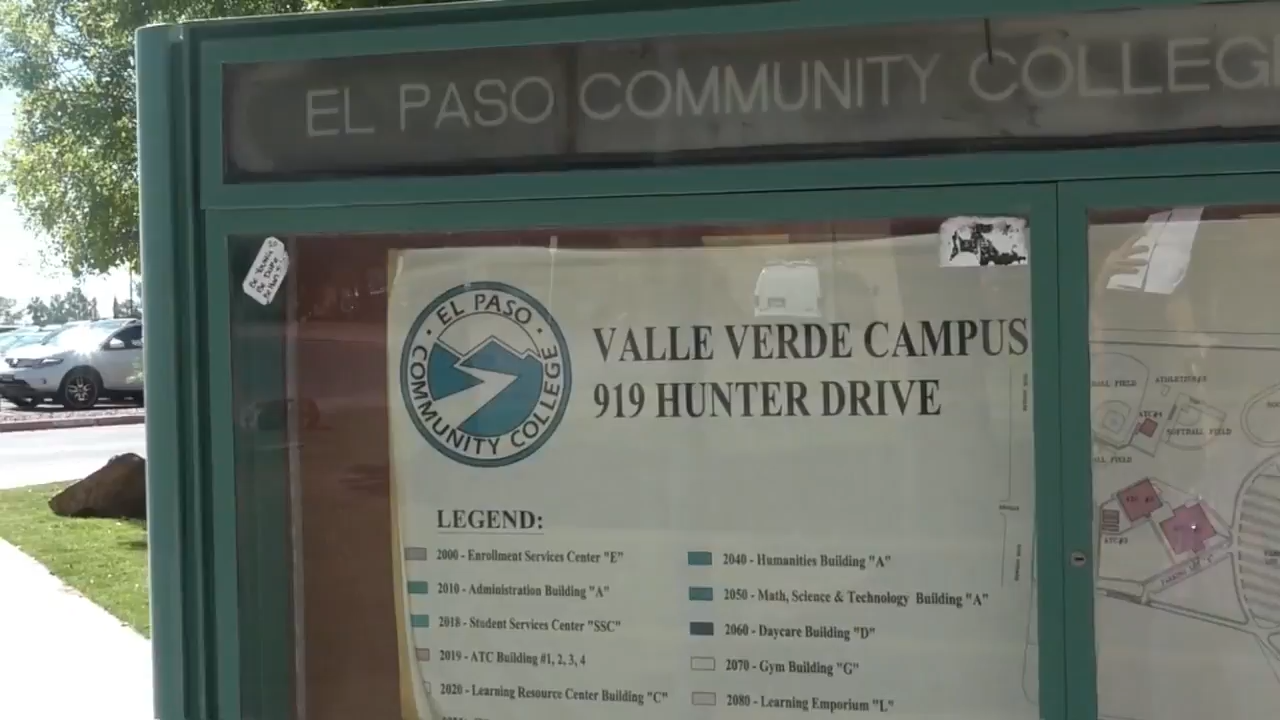 EL PASO COMMUNITY COLLEG
EL PASO
COMMUNITY COLLEGE
VALLE VERDE CAMPUS
919 HUNTER DRIVE
LEGEND:
2000 - Enrollment Services Center "E"
2010 - Administration Building "A"
2018 - Student Services Center "SSC"
2019 - ATC Building #1, 2, 3, 4
2020 - Learning Resource Center Building "C"
2040 - Humanities Building "A"
2050 - Math, Science & Technology Building "A"
2060 - Daycare Building "D"
2070 - Gym Building "G"
2080 - Learning Emporium "L"
BALL FIELD
SOFTBALL FIELD